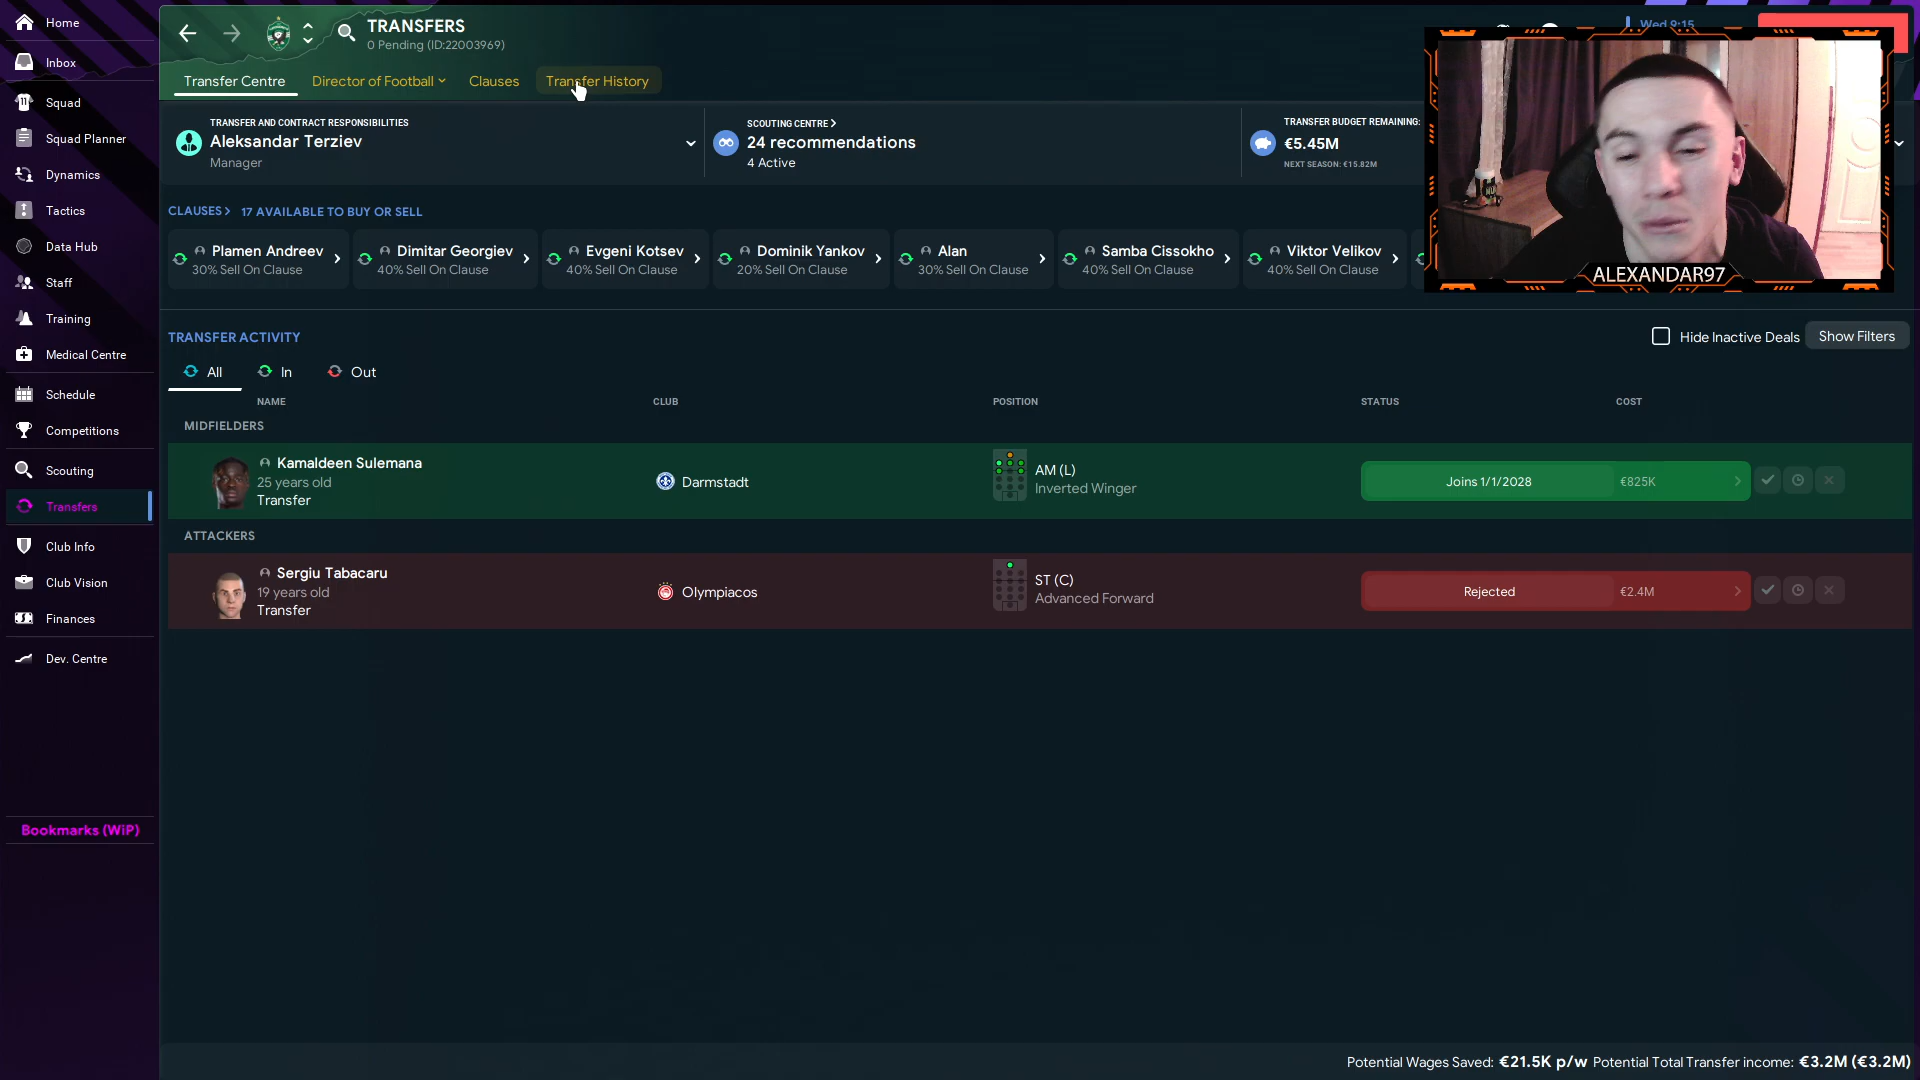 Home
Inbox
Squad
Squad Planner
Dynamics
Tactics
Data Hub
Staff
Training
Medical Centre
Schedule
Competitions
Scouting
Transfers
Club Info
Club Vision
Finances
Dev. Centre
Bookmarks (WiP)
TRANSFERS
0 Pending (ID:22003969)
Wed 9:15
Transfer Centre
Director of Football
Clauses
Transfer History
TRANSFER AND CONTRACT RESPONSIBILITIES
Aleksandar Terziev
Manager
SCOUTING CENTRE
24 recommendations
4 Active
TRANSFER BUDGET REMAINING:
€5.45M
NEXT SEASON: €15.82M
ALEXANDAR97
CLAUSES 17 AVAILABLE TO BUY OR SELL
Plamen Andreev
30% Sell On Clause
Dimitar Georgiev
40% Sell On Clause
Evgeni Kotsev
40% Sell On Clause
Dominik Yankov
20% Sell On Clause
Alan
30% Sell On Clause
Samba Cissokho
40% Sell On Clause
Viktor Velikov
40% Sell On Clause
TRANSFER ACTIVITY
Hide Inactive Deals
Show Filters
All
In
Out
NAME CLUB POSITION STATUS COST
MIDFIELDERS
Kamaldeen Sulemana
25 years old
Transfer
Darmstadt
AM (L)
Inverted Winger
Joins 1/1/2028
€825K
ATTACKERS
Sergiu Tabacaru
19 years old
Transfer
Olympiacos
ST (C)
Advanced Forward
Rejected
€2.4M
Potential Wages Saved: €21.5K p/w Potential Total Transfer income: €3.2M (€3.2M)